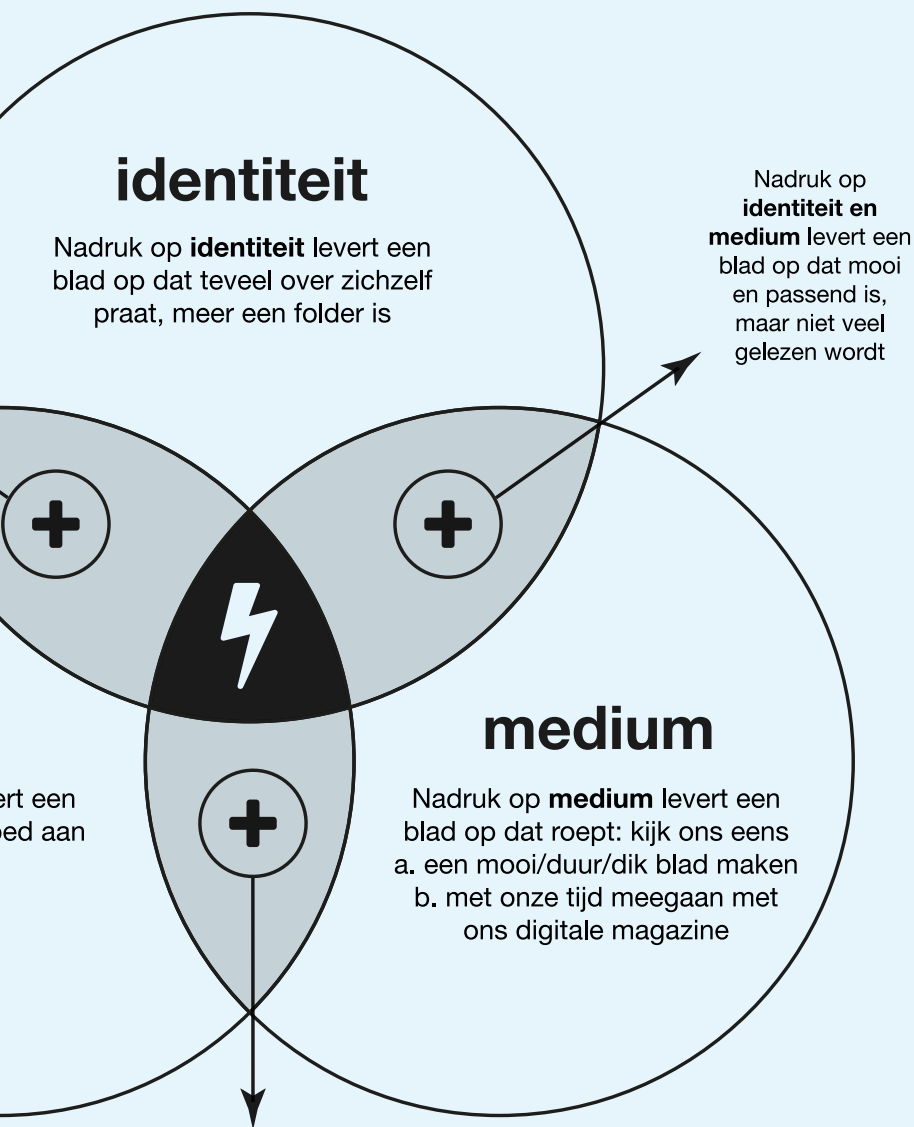 identiteit
Nadruk op identiteit levert een
blad op dat teveel over zichzelf
praat, meer een folder is
Nadruk op
identiteit en
medium levert een
blad op dat mooi
en passend is,
maar niet veel
gelezen wordt
een
aan
medium
Nadruk op medium levert een
blad op dat roept: kijk ons eens
a. een mooi/duur/dik blad maken
b. met onze tijd meegaan met
ons digitale magazine